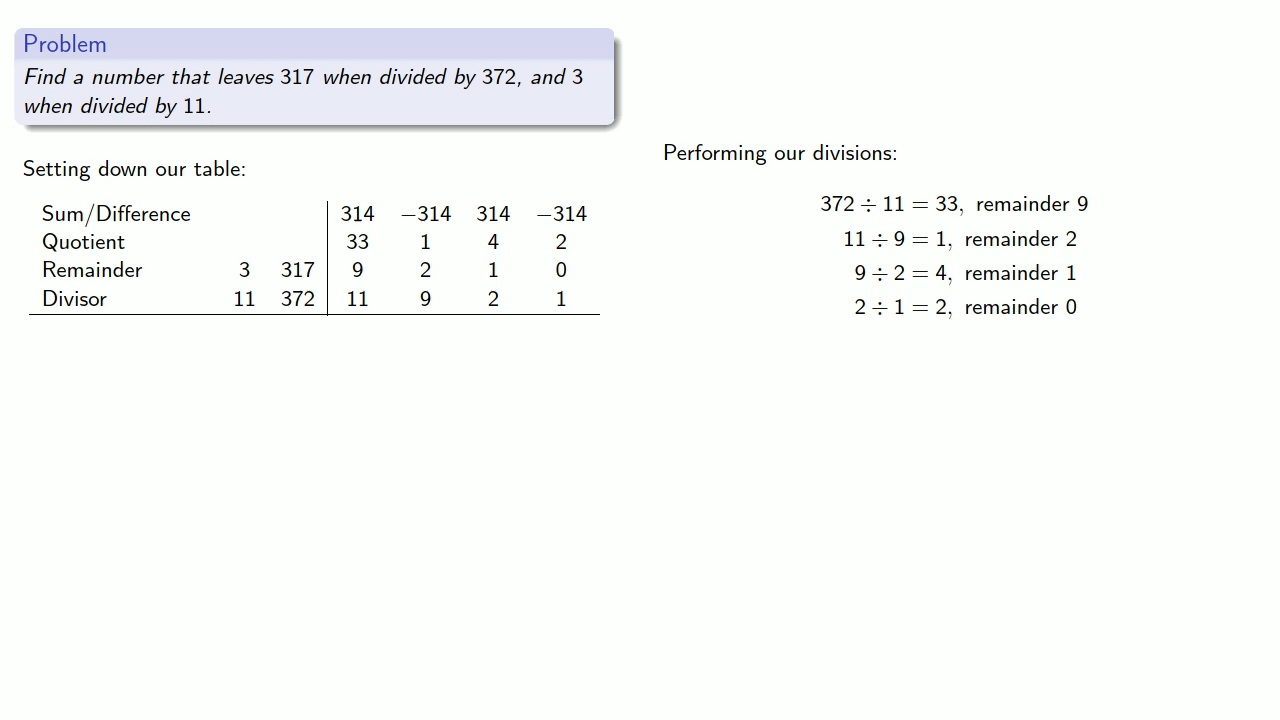 Problem
Find a number that leaves 317 when divided by 372, and 3
when divided by 11.
Setting down our table:
Sum/Difference 314 −314 314 −314
Quotient 33 1 4 2
Remainder 3 317 9 2 1 0
Divisor 11 372 11 9 2 1
Performing our divisions:
372 ÷ 11 = 33, remainder 9
11 ÷ 9 = 1, remainder 2
9 ÷ 2 = 4, remainder 1
2 ÷ 1 = 2, remainder 0